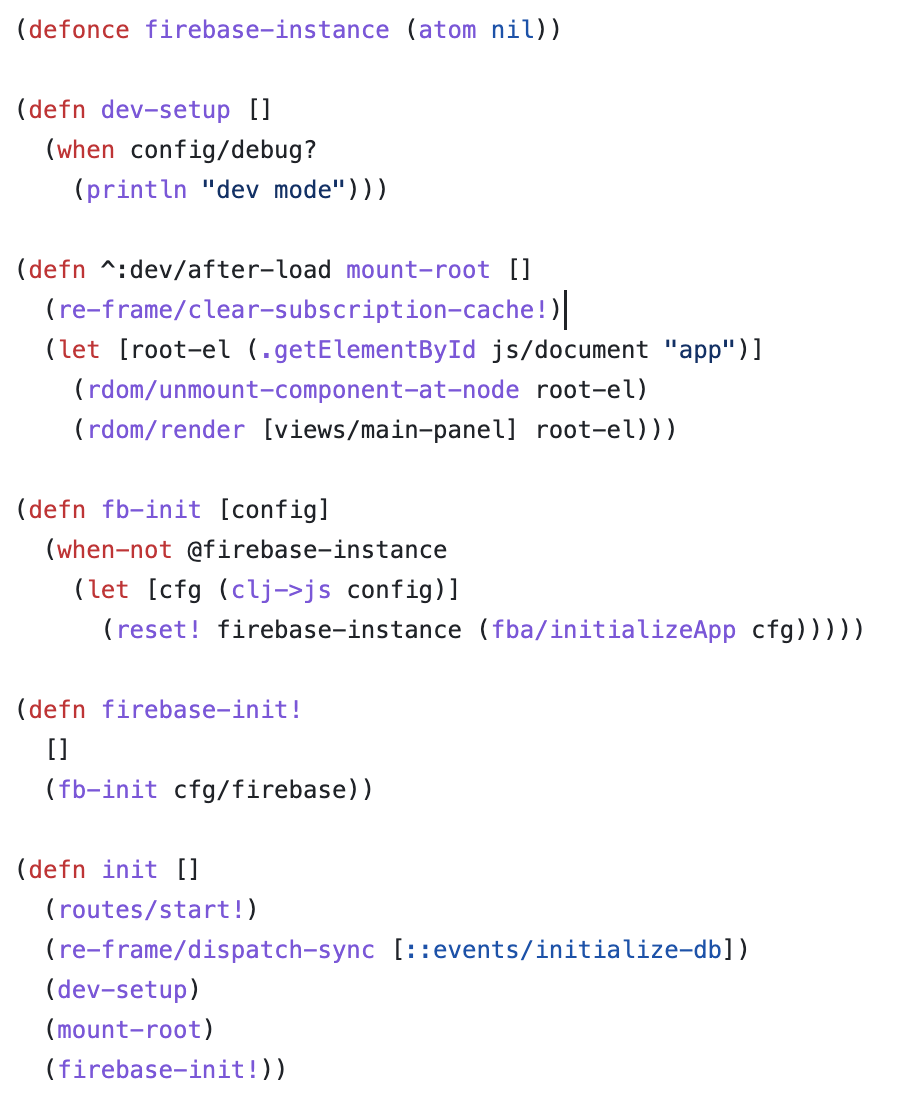 (defonce firebase-instance (atom nil))

(defn dev-setup []
  (when config/debug?
    (println "dev mode")))

(defn ^:dev/after-load mount-root []
  (re-frame/clear-subscription-cache!)
  (let [root-el (.getElementById js/document "app")]
    (rdom/unmount-component-at-node root-el)
    (rdom/render [views/main-panel] root-el)))

(defn fb-init [config]
  (when-not @firebase-instance
    (let [cfg (clj->js config)]
      (reset! firebase-instance (fba/initializeApp cfg)))))

(defn firebase-init!
  []
  (fb-init cfg/firebase))

(defn init []
  (routes/start!)
  (re-frame/dispatch-sync [::events/initialize-db])
  (dev-setup)
  (mount-root)
  (firebase-init!))